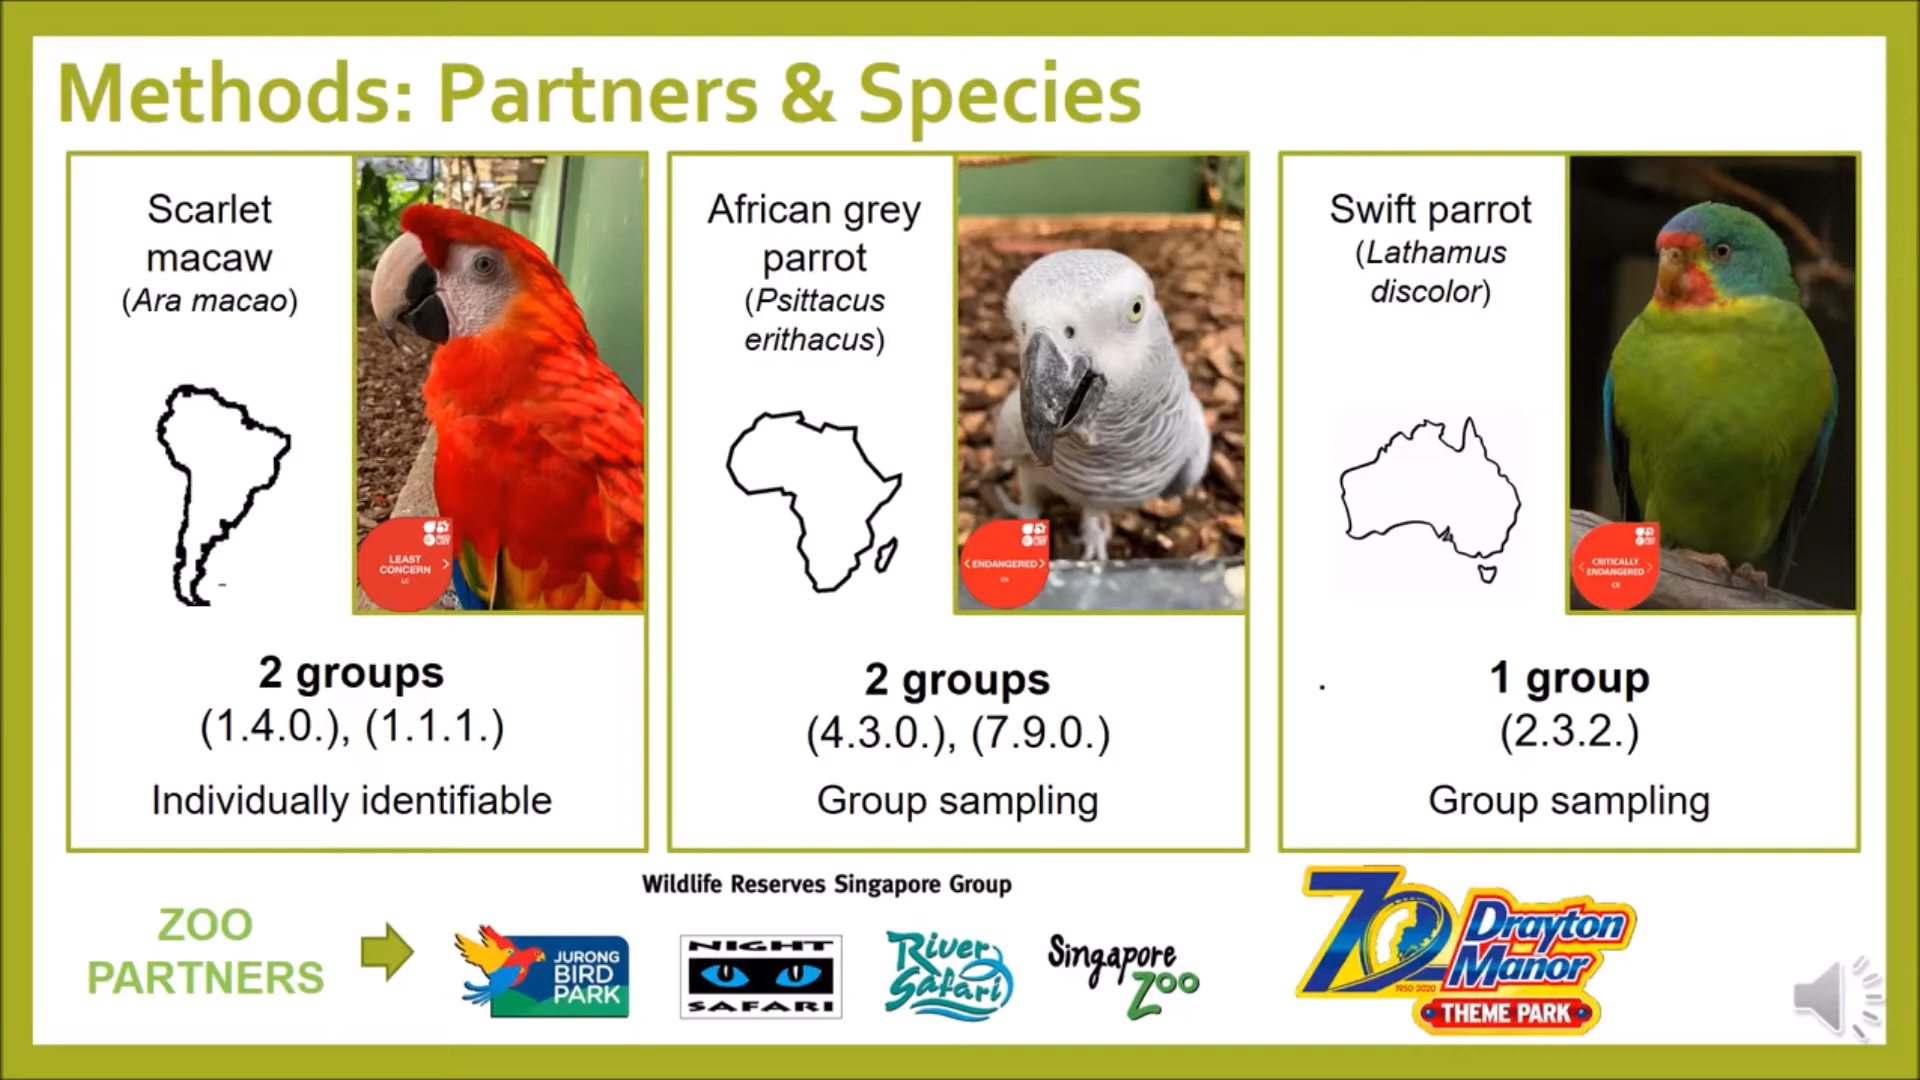 Methods: Partners & Species
Scarlet
macaw
(Ara macao)
LEAST
CONCERN
LC
2 groups
(1.4.0.), (1.1.1.)
Individually identifiable
African grey
parrot
(Psittacus
erithacus)
ENDANGERED
EN
2 groups
(4.3.0.), (7.9.0.)
Group sampling
Swift parrot
(Lathamus
discolor)
CRITICALLY
ENDANGERED
CR
1 group
(2.3.2.)
Group sampling
ZOO
PARTNERS
Wildlife Reserves Singapore Group
JURONG
BIRD
PARK
NIGHT
SAFARI
River
Safari
Singapore
Zoo
70
1950-2020
Drayton
Manor
THEME PARK